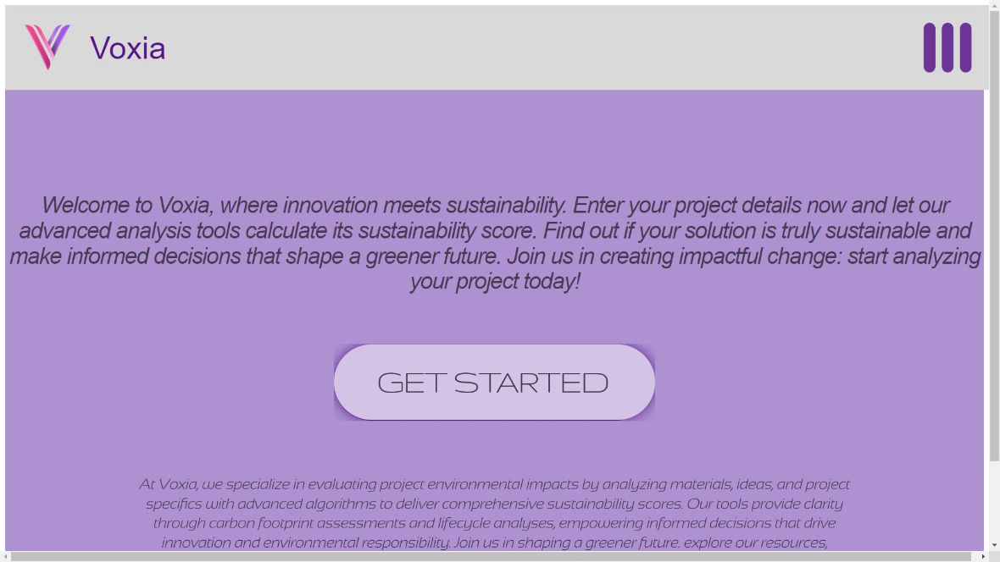 Voxia
Welcome to Voxia, where innovation meets sustainability. Enter your project details now and let our
advanced analysis tools calculate its sustainability score. Find out if your solution is truly sustainable and
make informed decisions that shape a greener future. Join us in creating impactful change: start analyzing
your project today!
GET STARTED
At Voxia, we specialize in evaluating project environmental impacts by analyzing materials, ideas, and project
specifics with advanced algorithms to deliver comprehensive sustainability scores. Our tools provide clarity
through carbon footprint assessments and lifecycle analyses, empowering informed decisions that drive
innovation and environmental responsibility. Join us in shaping a greener future. explore our resources,